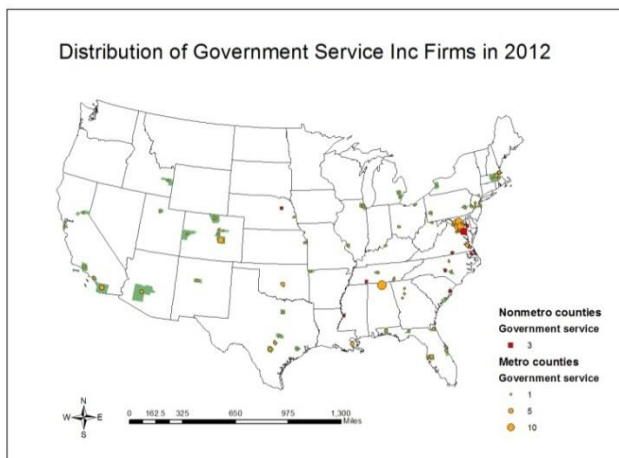 Distribution of Government Service Inc Firms in 2012
Nonmetro counties
Government service
3
Metro counties
Government service
1
5
10
N
W E
S
0 162.5 325 650 975 1,300
Miles